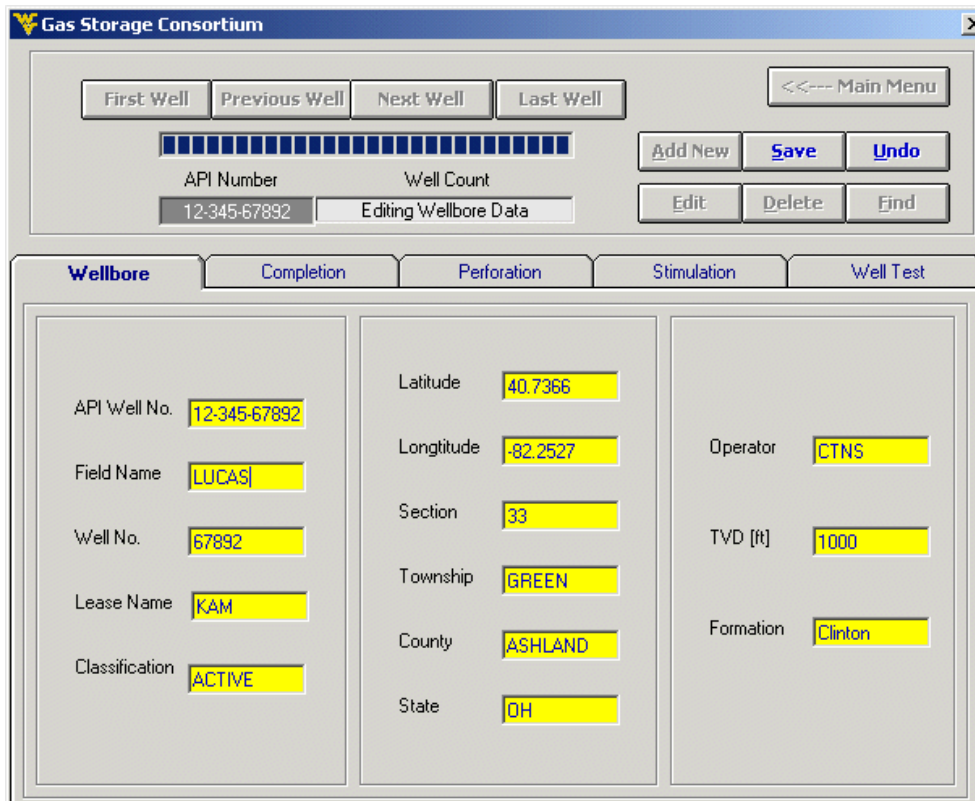 Gas Storage Consortium
First Well Previous Well Next Well Last Well
<<--- Main Menu
Add New Save Undo
API Number Well Count
12-345-67892 Editing Wellbore Data
Edit Delete Find
Wellbore Completion Perforation Stimulation Well Test
API Well No. 12-345-67892
Field Name LUCAS
Well No. 67892
Lease Name KAM
Classification ACTIVE
Latitude 40.7366
Longtitude -82.2527
Section 33
Township GREEN
County ASHLAND
State OH
Operator CTNS
TVD [ft] 1000
Formation Clinton